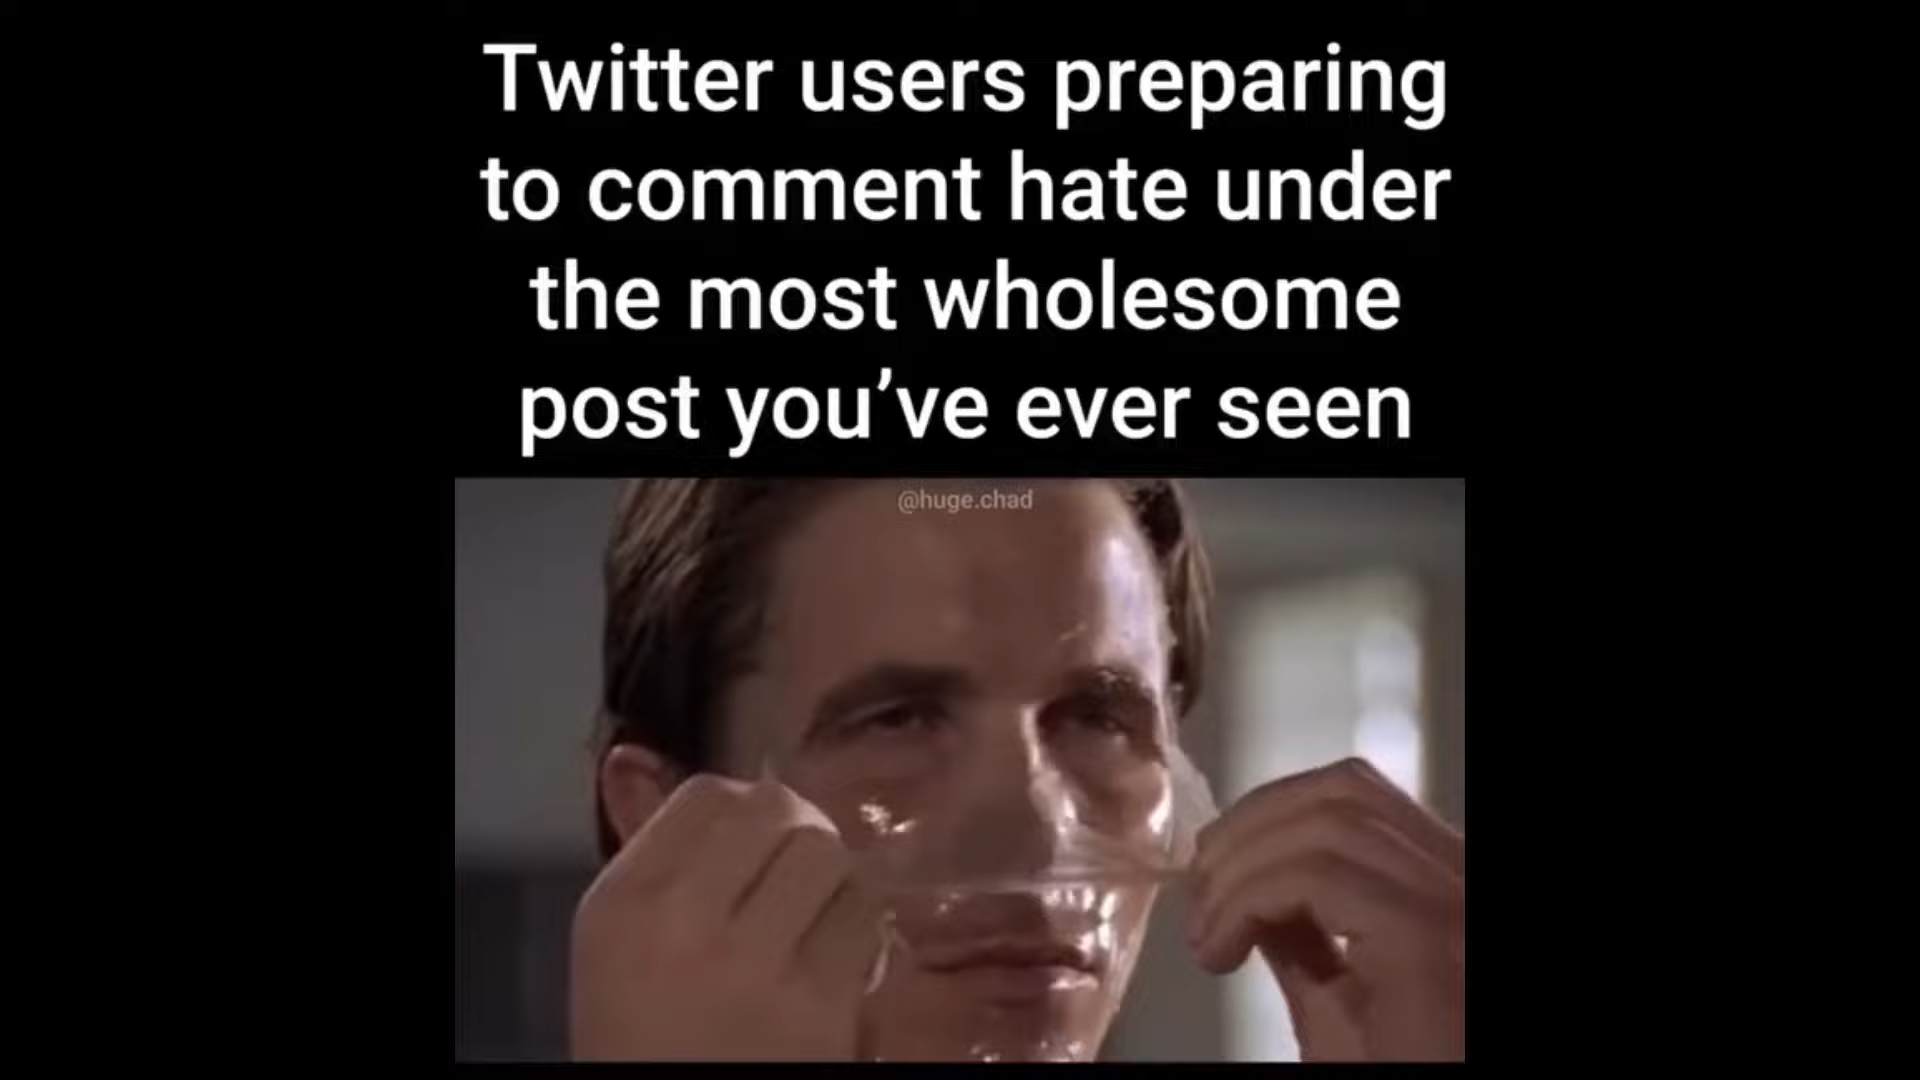 Twitter users preparing
to comment hate under
the most wholesome
post you’ve ever seen
@huge.chad